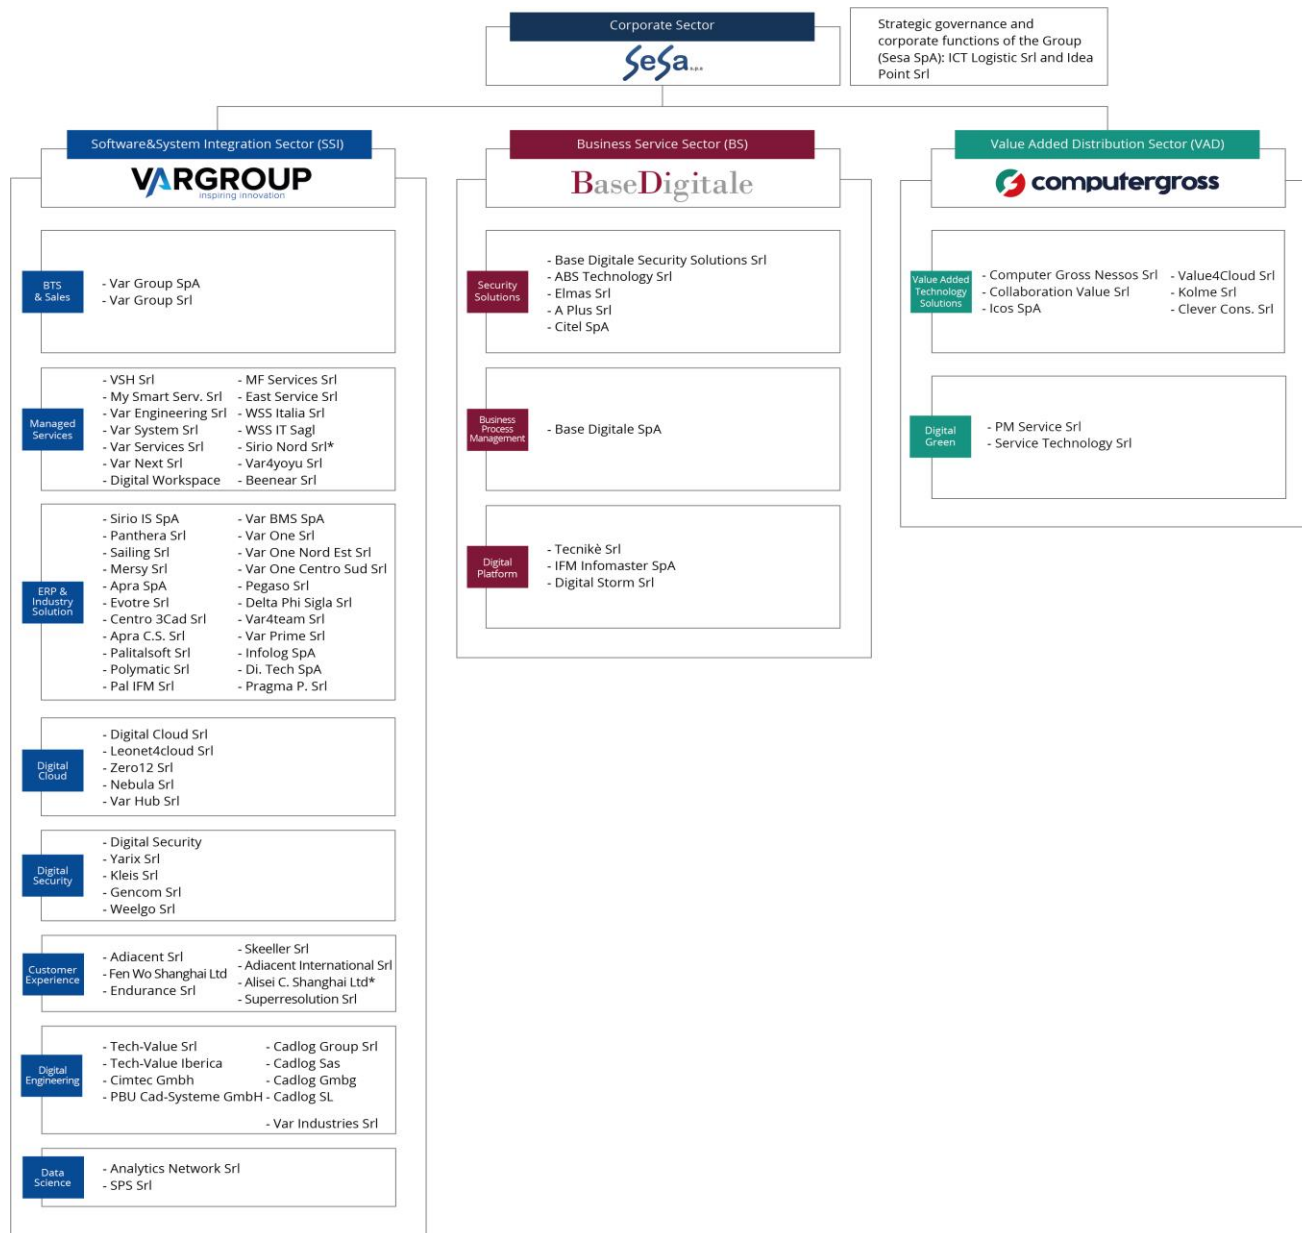 Corporate Sector
SeSa s.p.a.
Strategic governance and
corporate functions of the Group
(Sesa SpA): ICT Logistic Srl and Idea
Point Srl
Software&System Integration Sector (SSI)
VARGROUP
inspiring innovation
BTS
& Sales
- Var Group SpA
- Var Group Srl
Managed
Services
- VSH Srl
- My Smart Serv. Srl
- Var Engineering Srl
- Var System Srl
- Var Services Srl
- Var Next Srl
- Digital Workspace
- MF Services Srl
- East Service Srl
- WSS Italia Srl
- WSS IT Sagl
- Sirio Nord Srl*
- Var4yoyu Srl
- Beenear Srl
ERP &
Industry
Solution
- Sirio IS SpA
- Panthera Srl
- Sailing Srl
- Mersy Srl
- Apra SpA
- Evotre Srl
- Centro 3Cad Srl
- Apra C.S. Srl
- Palitalsoft Srl
- Polymatic Srl
- Pal IFM Srl
- Var BMS SpA
- Var One Srl
- Var One Nord Est Srl
- Var One Centro Sud Srl
- Pegaso Srl
- Delta Phi Sigla Srl
- Var4team Srl
- Var Prime Srl
- Infolog SpA
- Di. Tech SpA
- Pragma P. Srl
Digital
Cloud
- Digital Cloud Srl
- Leonet4cloud Srl
- Zero12 Srl
- Nebula Srl
- Var Hub Srl
Digital
Security
- Digital Security
- Yarix Srl
- Kleis Srl
- Gencom Srl
- Weelgo Srl
Customer
Experience
- Adiacent Srl
- Fen Wo Shanghai Ltd
- Endurance Srl
- Skeeller Srl
- Adiacent International Srl
- Alisei C. Shanghai Ltd*
- Superresolution Srl
Digital
Engineering
- Tech-Value Srl
- Tech-Value Iberica
- Cimtec Gmbh
- PBU Cad-Systeme GmbH
- Cadlog Group Srl
- Cadlog Sas
- Cadlog Gmbg
- Cadlog SL
- Var Industries Srl
Data
Science
- Analytics Network Srl
- SPS Srl
Business Service Sector (BS)
BaseDigitale
Security
Solutions
- Base Digitale Security Solutions Srl
- ABS Technology Srl
- Elmas Srl
- A Plus Srl
- Citel SpA
Business
Process
Management
- Base Digitale SpA
Digital
Platform
- Tecnikè Srl
- IFM Infomaster SpA
- Digital Storm Srl
Value Added Distribution Sector (VAD)
computergross
Value Added
Technology
Solutions
- Computer Gross Nessos Srl
- Collaboration Value Srl
- Icos SpA
- Value4Cloud Srl
- Kolme Srl
- Clever Cons. Srl
Digital
Green
- PM Service Srl
- Service Technology Srl